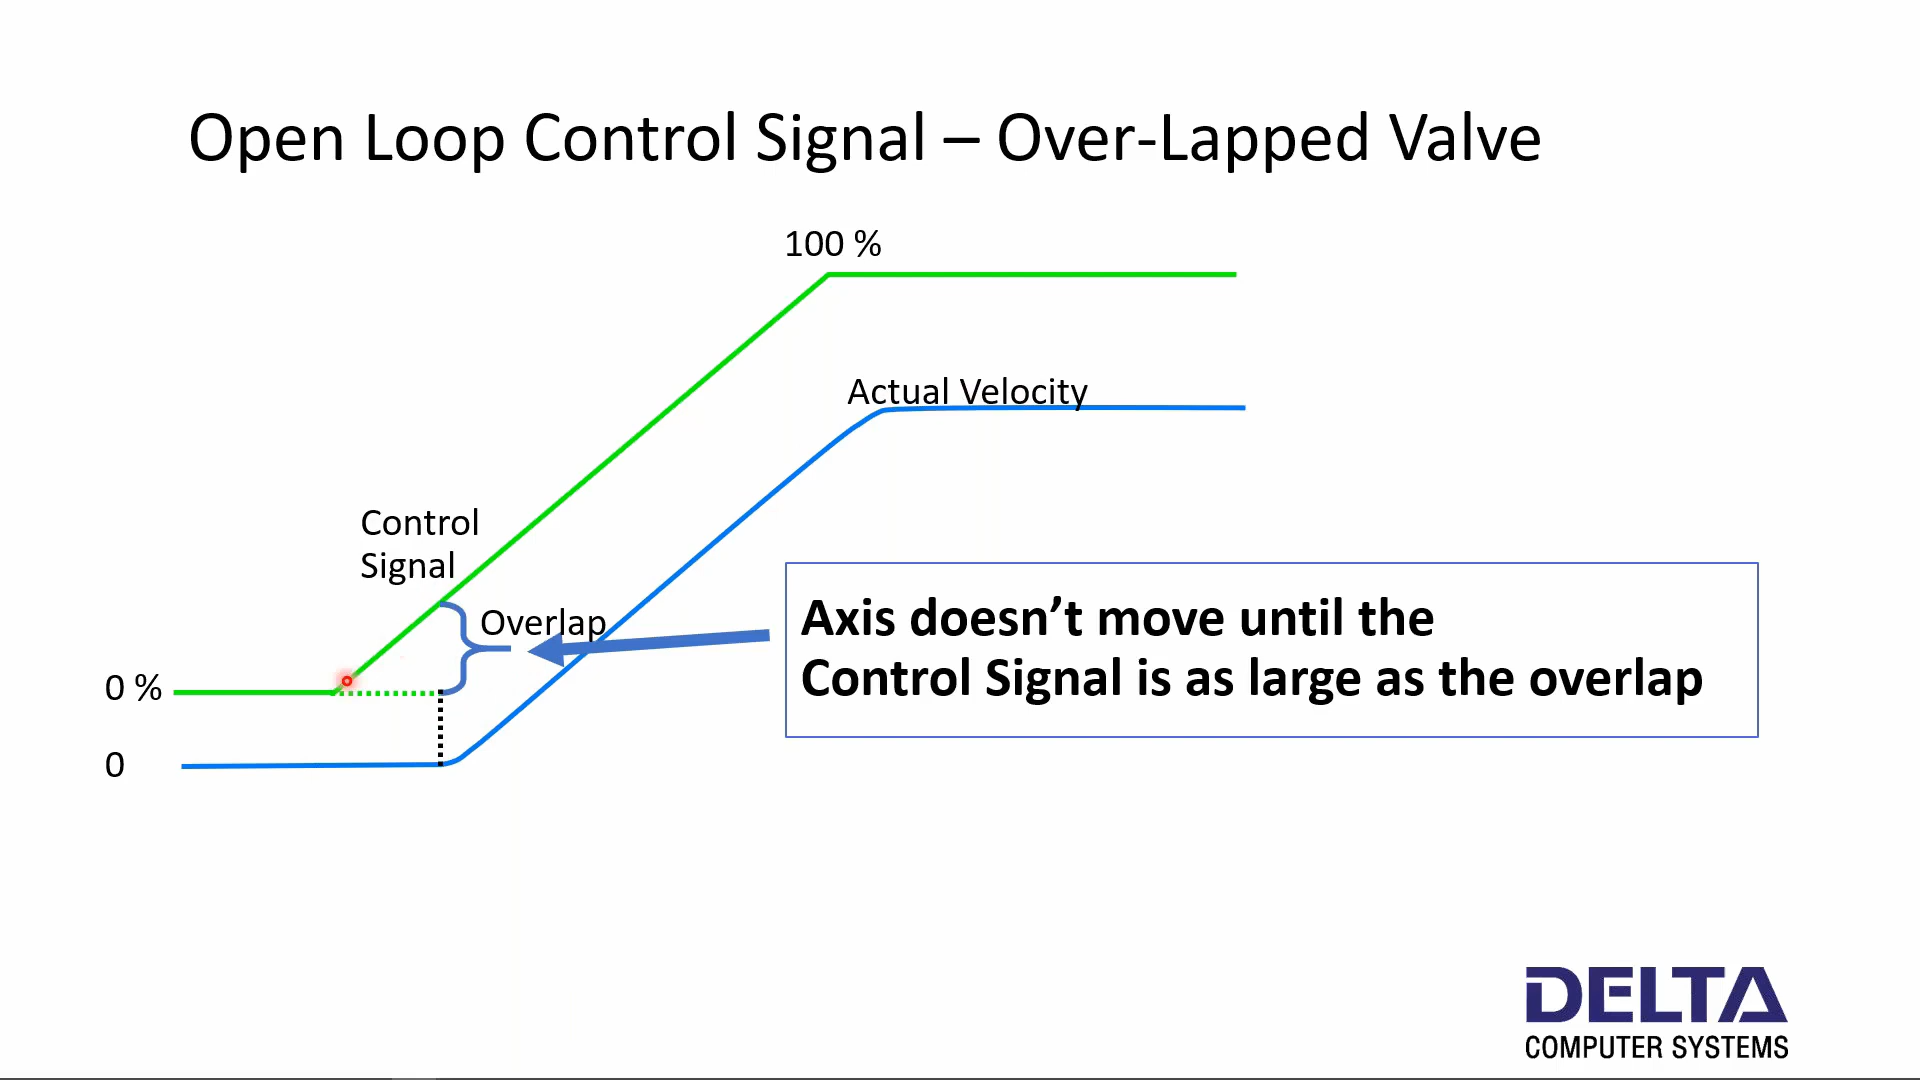 Open Loop Control Signal – Over-Lapped Valve
100 %
Actual Velocity
Control
Signal
Overlap
Axis doesn’t move until the
Control Signal is as large as the overlap
0 %
0
DELTA
COMPUTER SYSTEMS